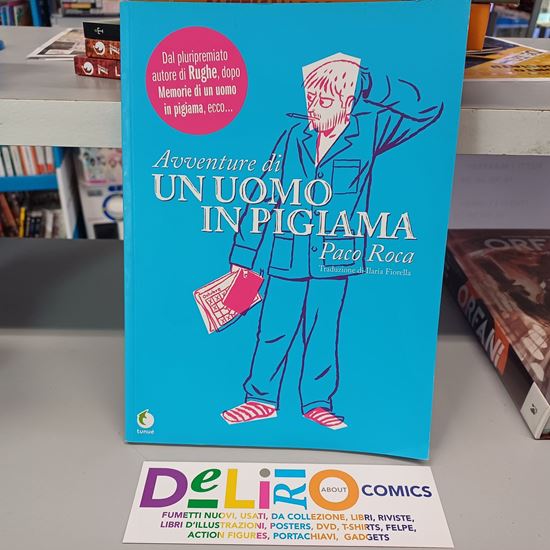 Dal pluripremiato
autore di Rughe, dopo
Memorie di un uomo
in pigiama, ecco...
Avventure di
UN UOMO
IN PIGIAMA
Paco Roca
Traduzione di Ilaria Fiorella
Ottobre
tunué
ORFANI
DeLiRiO ABOUT COMICS
FUMETTI NUOVI, USATI, DA COLLEZIONE, LIBRI, RIVISTE,
LIBRI D'ILLUSTRAZIONI, POSTERS, DVD, T-SHIRTS, FELPE,
ACTION FIGURES, PORTACHIAVI, GADGETS